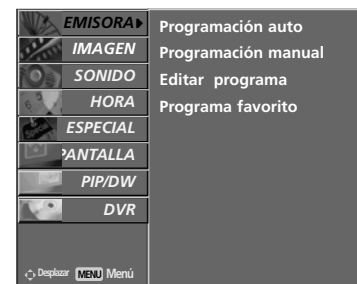 EMISORA
IMAGEN
SONIDO
HORA
ESPECIAL
PANTALLA
PIP/DW
DVR
Desplazar MENU Menú
Programación auto
Programación manual
Editar programa
Programa favorito